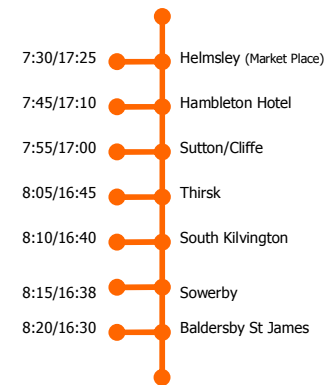 7:30/17:25 Helmsley (Market Place)
7:45/17:10 Hambleton Hotel
7:55/17:00 Sutton/Cliffe
8:05/16:45 Thirsk
8:10/16:40 South Kilvington
8:15/16:38 Sowerby
8:20/16:30 Baldersby St James